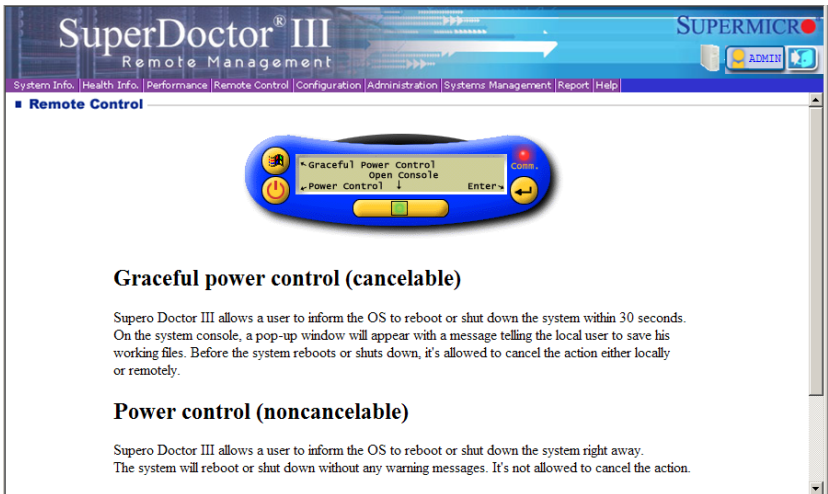 SuperDoctor® III
Remote Management
SUPERMICR
ADMIN
System Info. Health Info. Performance Remote Control Configuration Administration Systems Management Report Help
Remote Control
Graceful Power Control
Open Console
Power Control
Enter
Comm.
Graceful power control (cancelable)
Supero Doctor III allows a user to inform the OS to reboot or shut down the system within 30 seconds.
On the system console, a pop-up window will appear with a message telling the local user to save his
working files. Before the system reboots or shuts down, it's allowed to cancel the action either locally
or remotely.
Power control (noncancelable)
Supero Doctor III allows a user to inform the OS to reboot or shut down the system right away.
The system will reboot or shut down without any warning messages. It's not allowed to cancel the action.